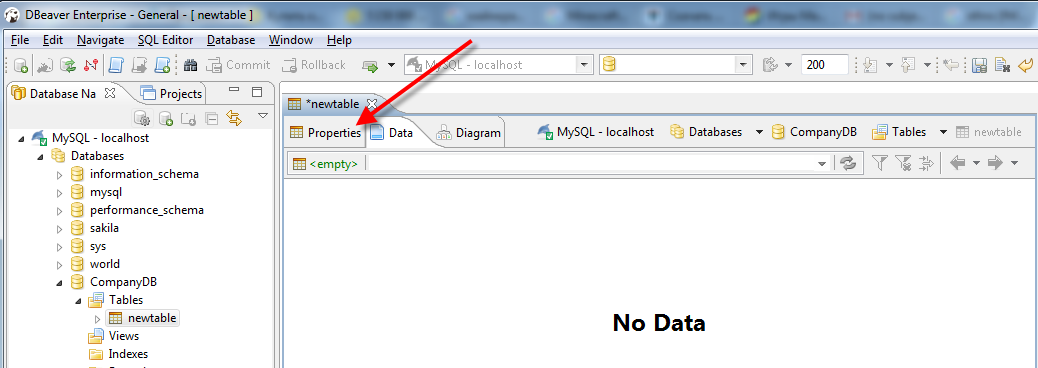 DBeaver Enterprise - General - [ newtable ]
File Edit Navigate SQL Editor Database Window Help
Commit Rollback MySQL - localhost 200
Database Na Projects
*newtable
Properties Data Diagram MySQL - localhost Databases CompanyDB Tables newtable
<empty>
MySQL - localhost
Databases
information_schema
mysql
performance_schema
sakila
sys
world
CompanyDB
Tables
newtable
Views
Indexes
No Data